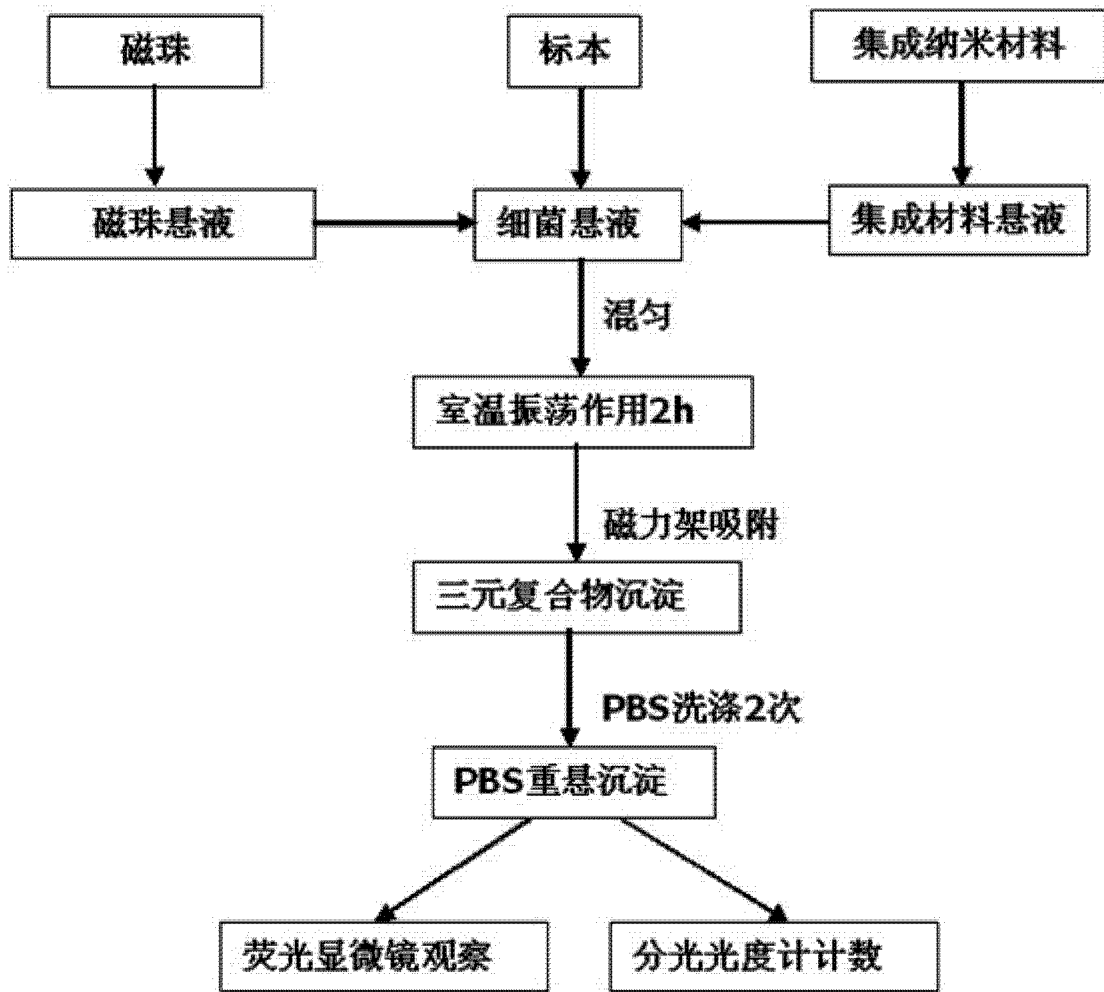 磁珠
标本
集成纳米材料
磁珠悬液
细菌悬液
集成材料悬液
混匀
室温振荡作用2h
磁力架吸附
三元复合物沉淀
PBS洗涤2次
PBS重悬沉淀
荧光显微镜观察
分光光度计计数